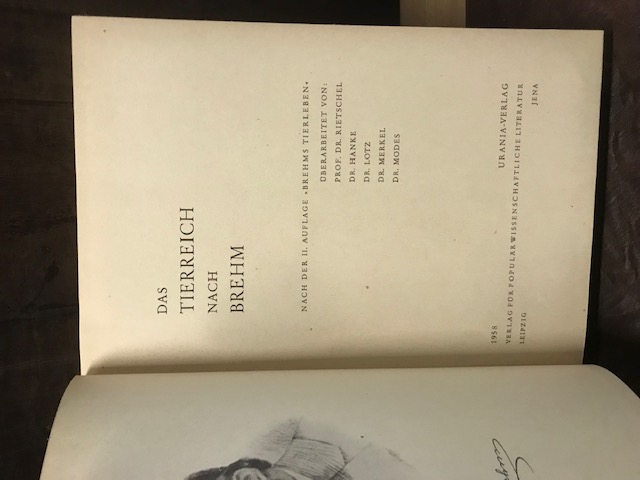 DAS
TIERREICH
NACH
BREHM
NACH DER II. AUFLAGE »BREHMS TIERLEBEN«
ÜBERARBEITET VON:
PROF. DR. RIETSCHEL
DR. HANKE
DR. LOTZ
DR. MERKEL
DR. MODES
1958 URANIA-VERLAG
VERLAG FÜR POPULÄRWISSENSCHAFTLICHE LITERATUR
LEIPZIG JENA